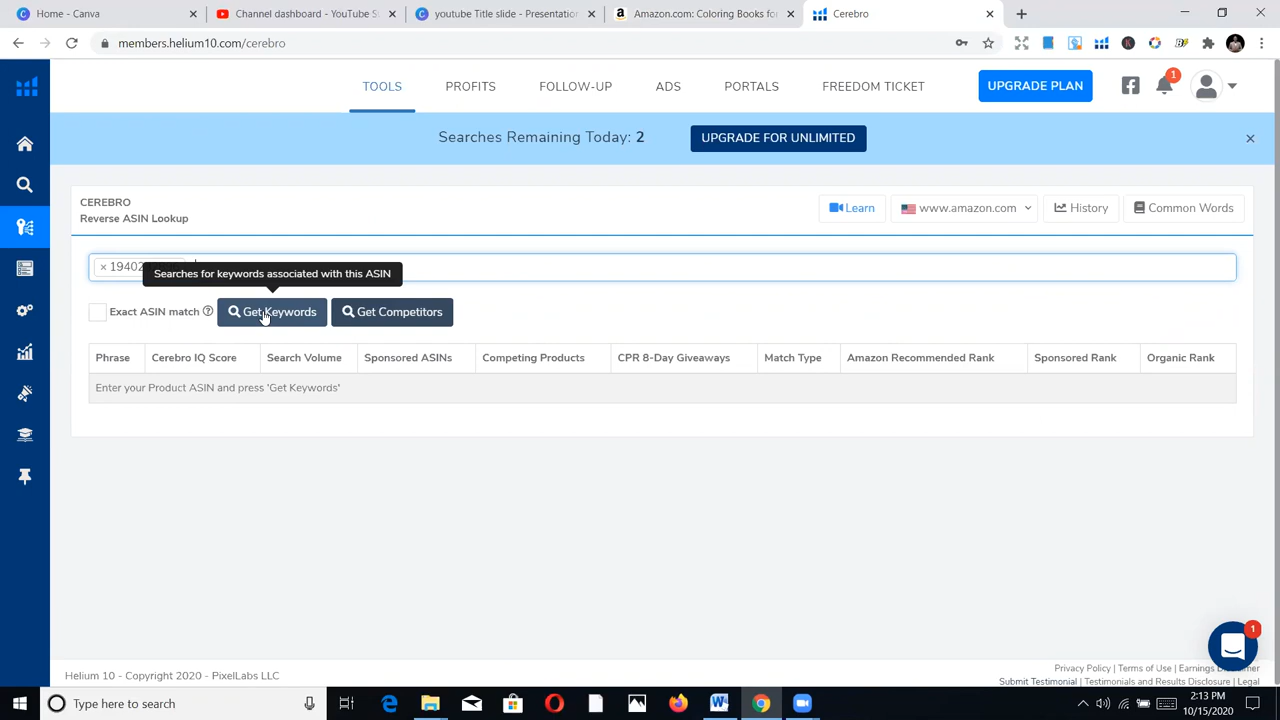 Home - Canva
Channel dashboard - YouTube S
youtube Title slide - Presentation
Amazon.com: Coloring Books for
Cerebro
members.helium10.com/cerebro
TOOLS
PROFITS
FOLLOW-UP
ADS
PORTALS
FREEDOM TICKET
UPGRADE PLAN
1
Searches Remaining Today: 2
UPGRADE FOR UNLIMITED
CEREBRO
Reverse ASIN Lookup
Learn
www.amazon.com
History
Common Words
× 19402
Searches for keywords associated with this ASIN
Exact ASIN match
Get Keywords
Get Competitors
Phrase
Cerebro IQ Score
Search Volume
Sponsored ASINs
Competing Products
CPR 8-Day Giveaways
Match Type
Amazon Recommended Rank
Sponsored Rank
Organic Rank
Enter your Product ASIN and press 'Get Keywords'
1
Helium 10 - Copyright 2020 - PixelLabs LLC
Privacy Policy | Terms of Use | Earnings
Submit Testimonial | Testimonials and Results Disclosure | Legal
Type here to search
2:13 PM
10/15/2020